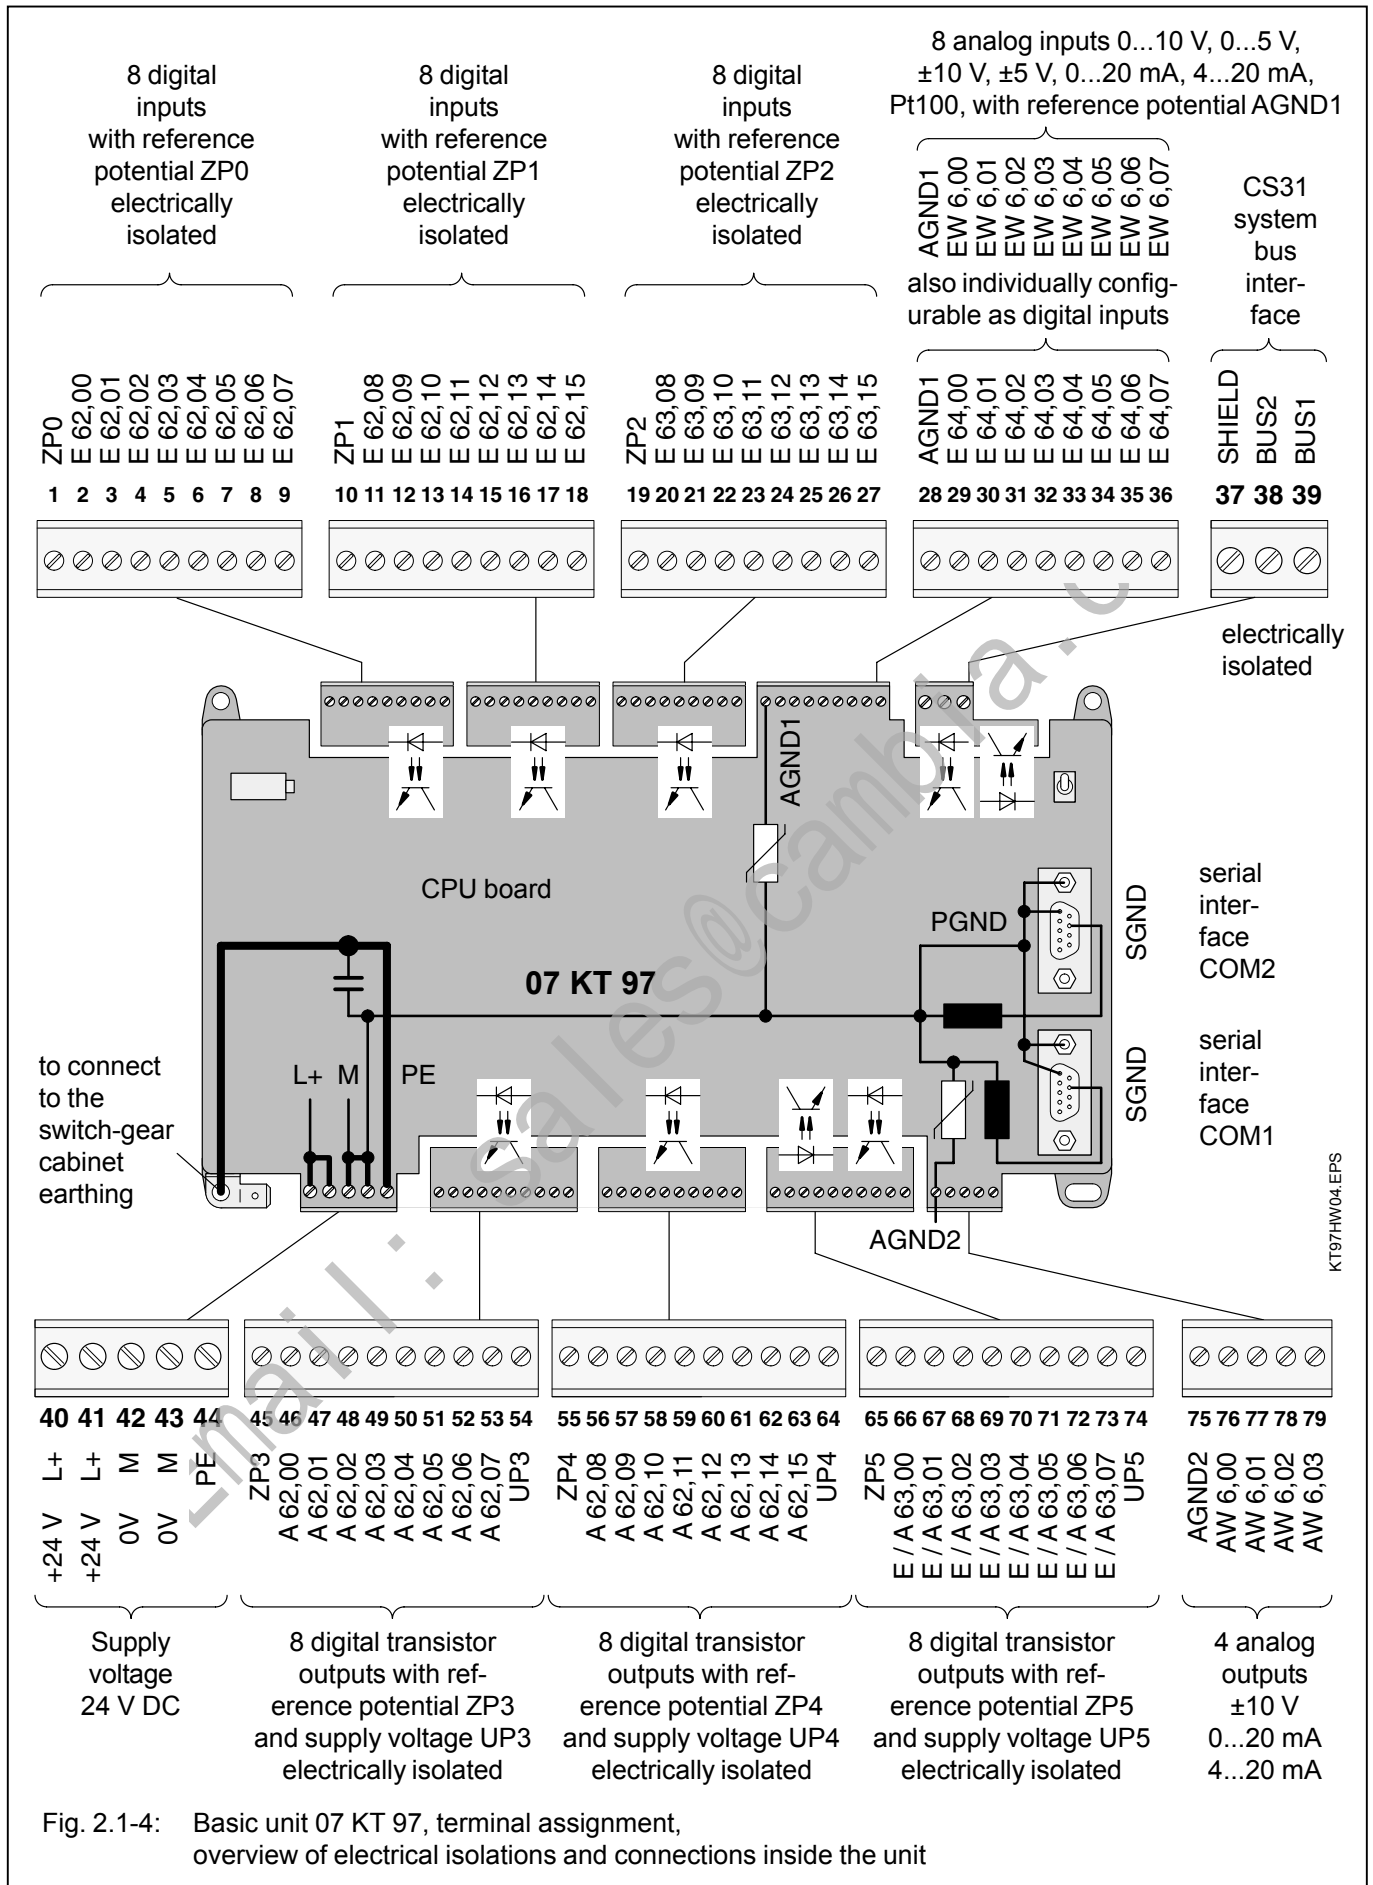 8 digital
inputs
with reference
potential ZP0
electrically
isolated
8 digital
inputs
with reference
potential ZP1
electrically
isolated
8 digital
inputs
with reference
potential ZP2
electrically
isolated
8 analog inputs 0...10 V, 0...5 V,
±10 V, ±5 V, 0...20 mA, 4...20 mA,
Pt100, with reference potential AGND1
AGND1
EW 6,00
EW 6,01
EW 6,02
EW 6,03
EW 6,04
EW 6,05
EW 6,06
EW 6,07
also individually config-
urable as digital inputs
CS31
system
bus
inter-
face
ZP0
E 62,00
E 62,01
E 62,02
E 62,03
E 62,04
E 62,05
E 62,06
E 62,07
ZP1
E 62,08
E 62,09
E 62,10
E 62,11
E 62,12
E 62,13
E 62,14
E 62,15
ZP2
E 63,08
E 63,09
E 63,10
E 63,11
E 63,12
E 63,13
E 63,14
E 63,15
AGND1
E 64,00
E 64,01
E 64,02
E 64,03
E 64,04
E 64,05
E 64,06
E 64,07
SHIELD
BUS2
BUS1
1 2 3 4 5 6 7 8 9
10 11 12 13 14 15 16 17 18
19 20 21 22 23 24 25 26 27
28 29 30 31 32 33 34 35 36
37 38 39
electrically
isolated
AGND1
CPU board
07 KT 97
PGND
SGND
serial
inter-
face
COM2
SGND
serial
inter-
face
COM1
to connect
to the
switch-gear
cabinet
earthing
L+ M PE
AGND2
KT97HW04.EPS
email: sales@cambia.c
40 41 42 43 44
45 46 47 48 49 50 51 52 53 54
55 56 57 58 59 60 61 62 63 64
65 66 67 68 69 70 71 72 73 74
75 76 77 78 79
+24 V L+
+24 V L+
0V M
0V M
PE
ZP3
A 62,00
A 62,01
A 62,02
A 62,03
A 62,04
A 62,05
A 62,06
A 62,07
UP3
ZP4
A 62,08
A 62,09
A 62,10
A 62,11
A 62,12
A 62,13
A 62,14
A 62,15
UP4
ZP5
E / A 63,00
E / A 63,01
E / A 63,02
E / A 63,03
E / A 63,04
E / A 63,05
E / A 63,06
E / A 63,07
UP5
AGND2
AW 6,00
AW 6,01
AW 6,02
AW 6,03
Supply
voltage
24 V DC
8 digital transistor
outputs with ref-
erence potential ZP3
and supply voltage UP3
electrically isolated
8 digital transistor
outputs with ref-
erence potential ZP4
and supply voltage UP4
electrically isolated
8 digital transistor
outputs with ref-
erence potential ZP5
and supply voltage UP5
electrically isolated
4 analog
outputs
±10 V
0...20 mA
4...20 mA
Fig. 2.1-4: Basic unit 07 KT 97, terminal assignment,
overview of electrical isolations and connections inside the unit